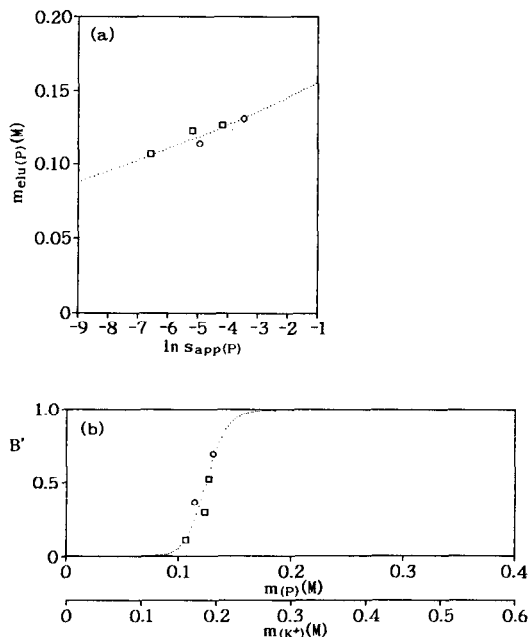 0.20
(a)
0.15
0.10
0.05
0
m_elu(P)(M)
-9 -8 -7 -6 -5 -4 -3 -2 -1
ln s_app(P)
1.0
(b)
B'
0.5
0
0 0.1 0.2 0.3 0.4
m_(P)(M)
0 0.1 0.2 0.3 0.4 0.5 0.6
m_(K⁺)(M)